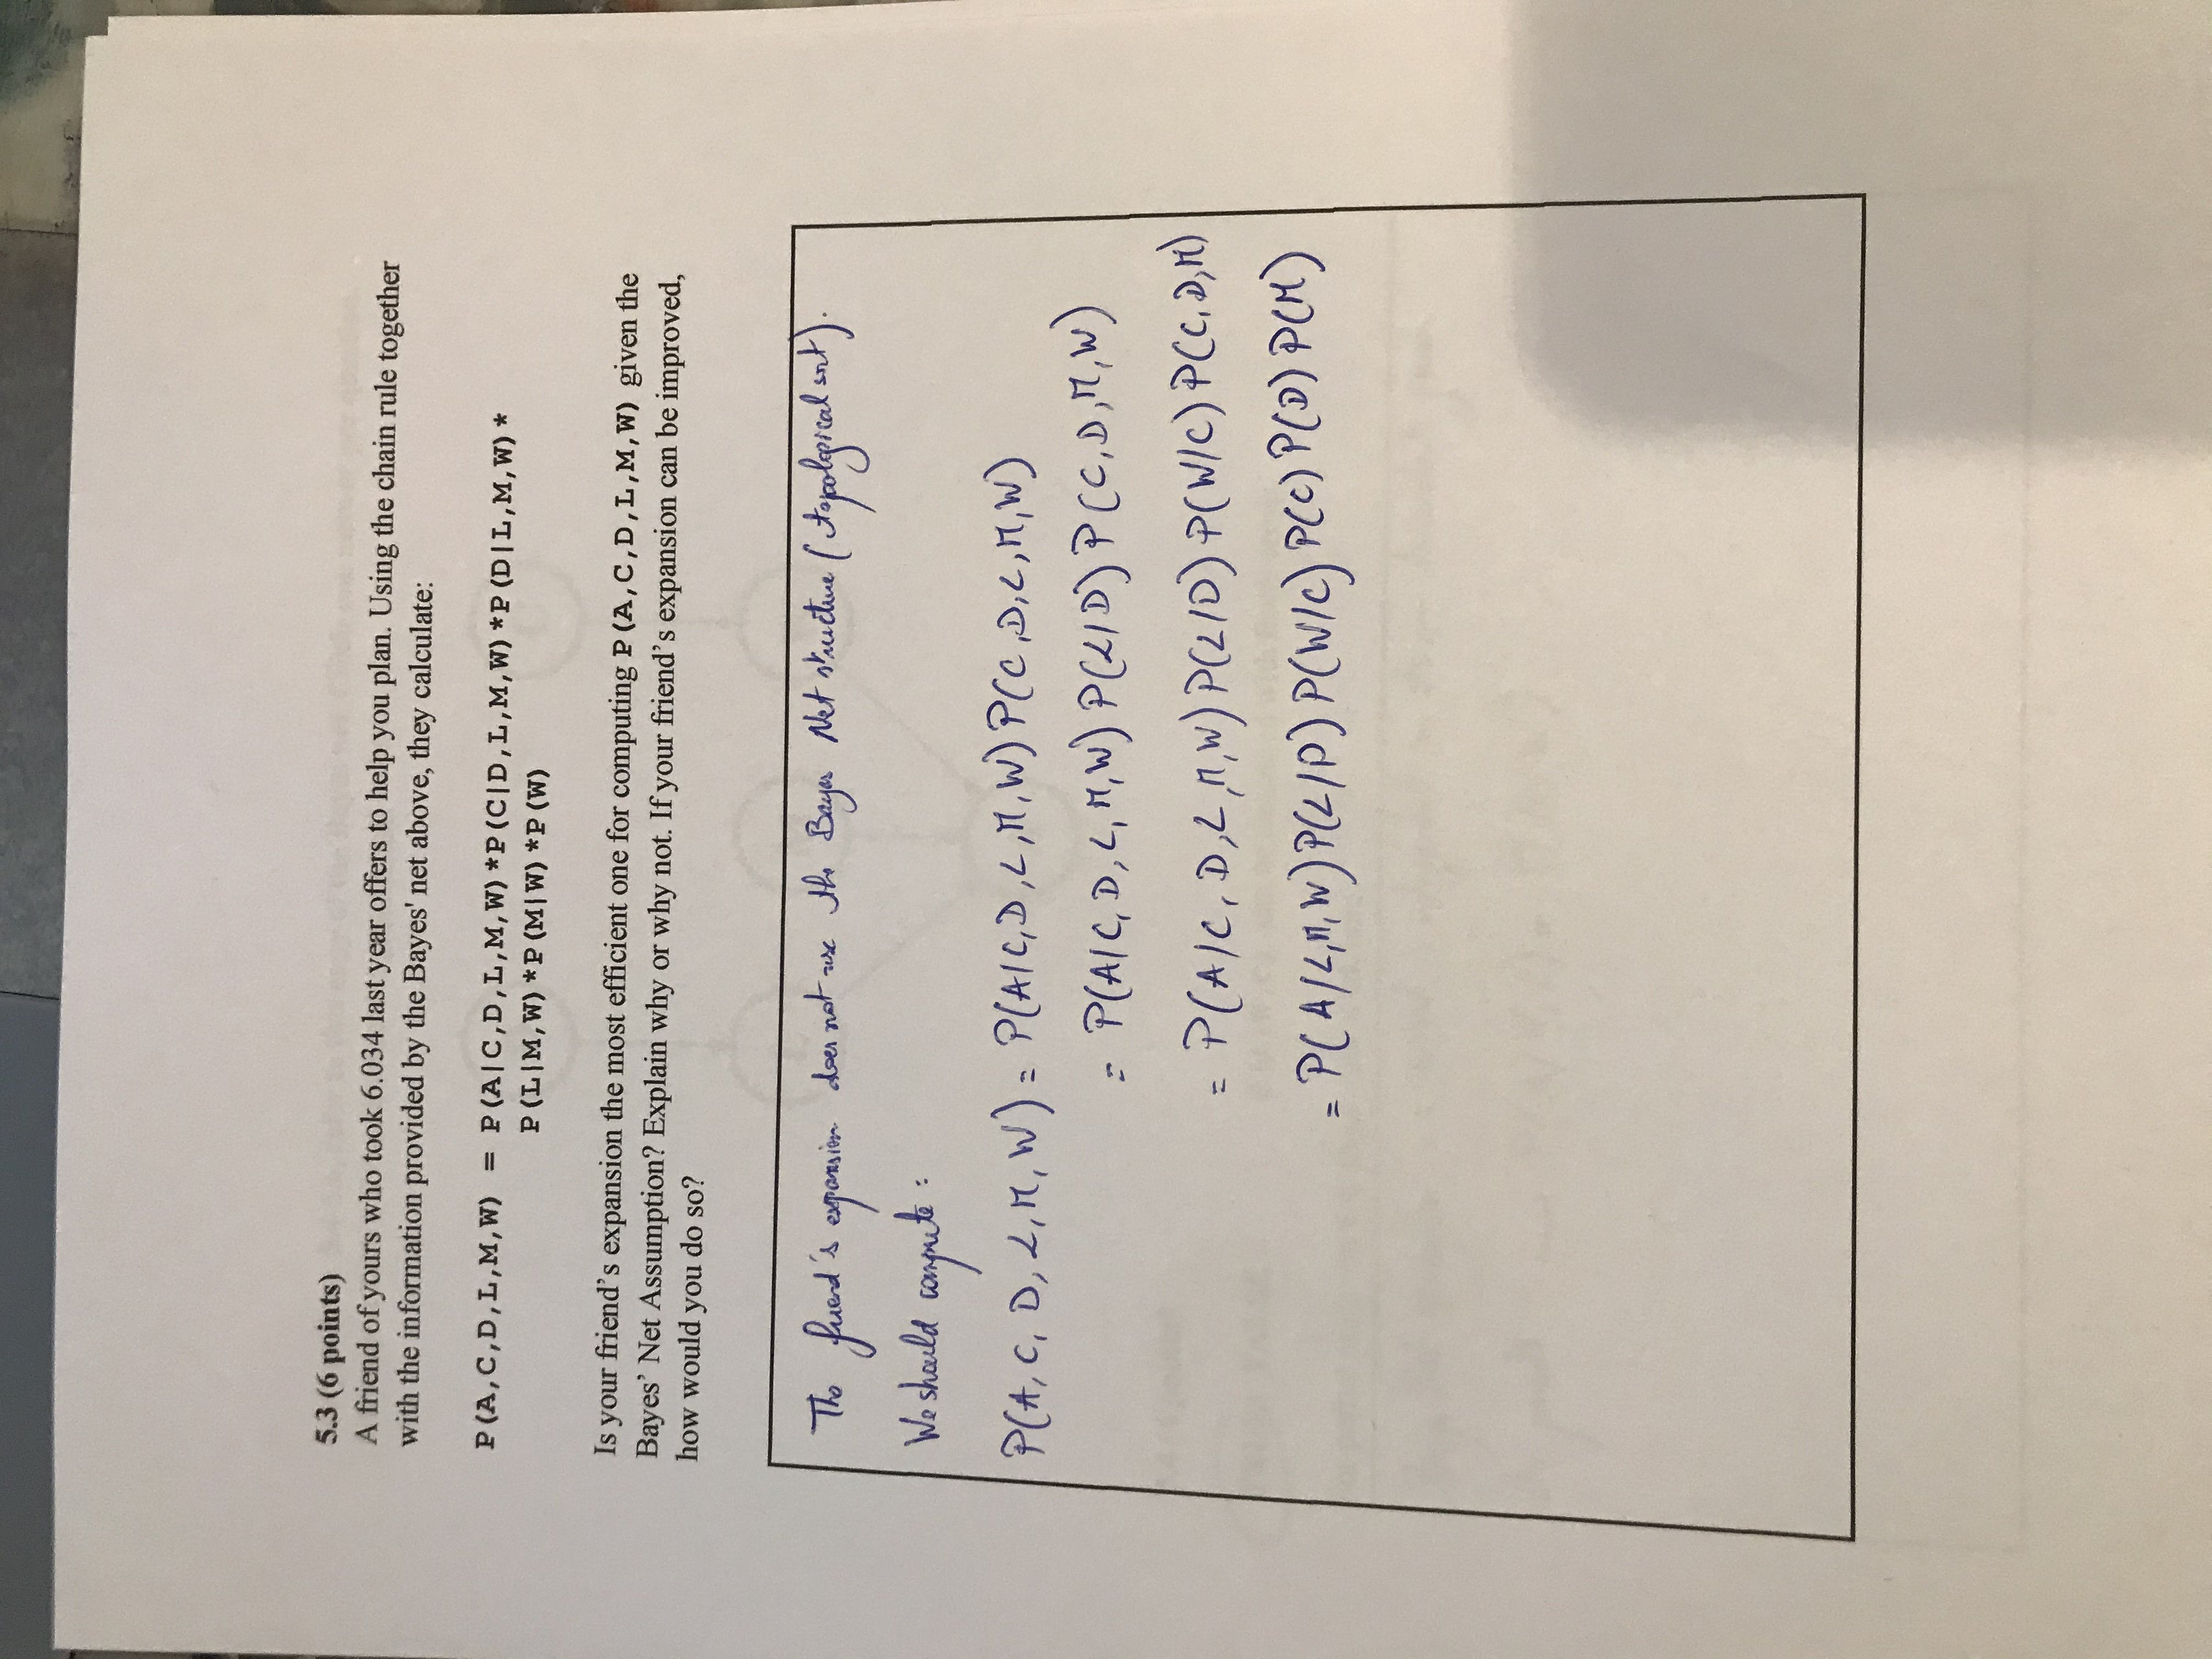 5.3 (6 points)
A friend of yours who took 6.034 last year offers to help you plan. Using the chain rule together
with the information provided by the Bayes' net above, they calculate:
P(A,C,D,L,M,W) = P(A|C,D,L,M,W)*P(C|D,L,M,W)*P(D|L,M,W)*
P(L|M,W)*P(M|W)*P(W)
Is your friend's expansion the most efficient one for computing P(A,C,D,L,M,W) given the
Bayes' Net Assumption? Explain why or why not. If your friend's expansion can be improved,
how would you do so?
The friend's expansion does not use the Bayes Net structure (topological sort).
We should compute :
P(A, C, D, L, M, W) = P(A|C,D,L,M,W) P(C,D,L,M,W)
= P(A|C, D, L, M, W) P(L|D) P(C,D,M,W)
= P(A|C, D, L, M, W) P(L|D) P(W|C) P(C,D,M)
= P(A|L,M,W) P(L|D) P(W|C) P(C) P(D) P(M)